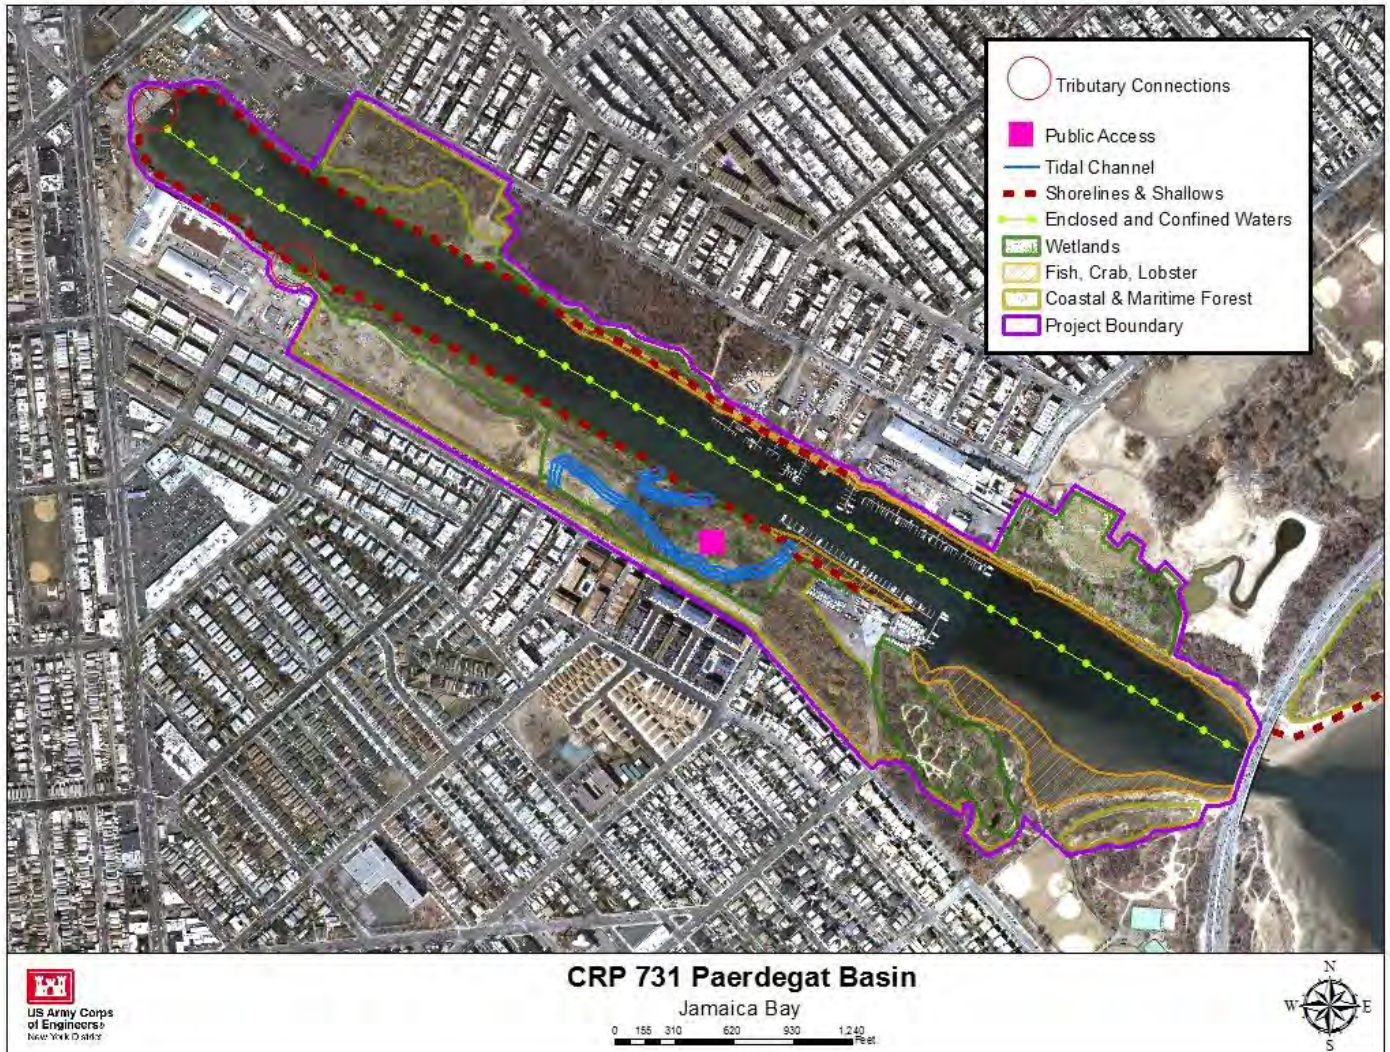 Tributary Connections
Public Access
Tidal Channel
Shorelines & Shallows
Enclosed and Confined Waters
Wetlands
Fish, Crab, Lobster
Coastal & Maritime Forest
Project Boundary
US Army Corps
of Engineers®
New York District
CRP 731 Paerdegat Basin
Jamaica Bay
0 155 310 620 930 1,240
Feet
N
W E
S